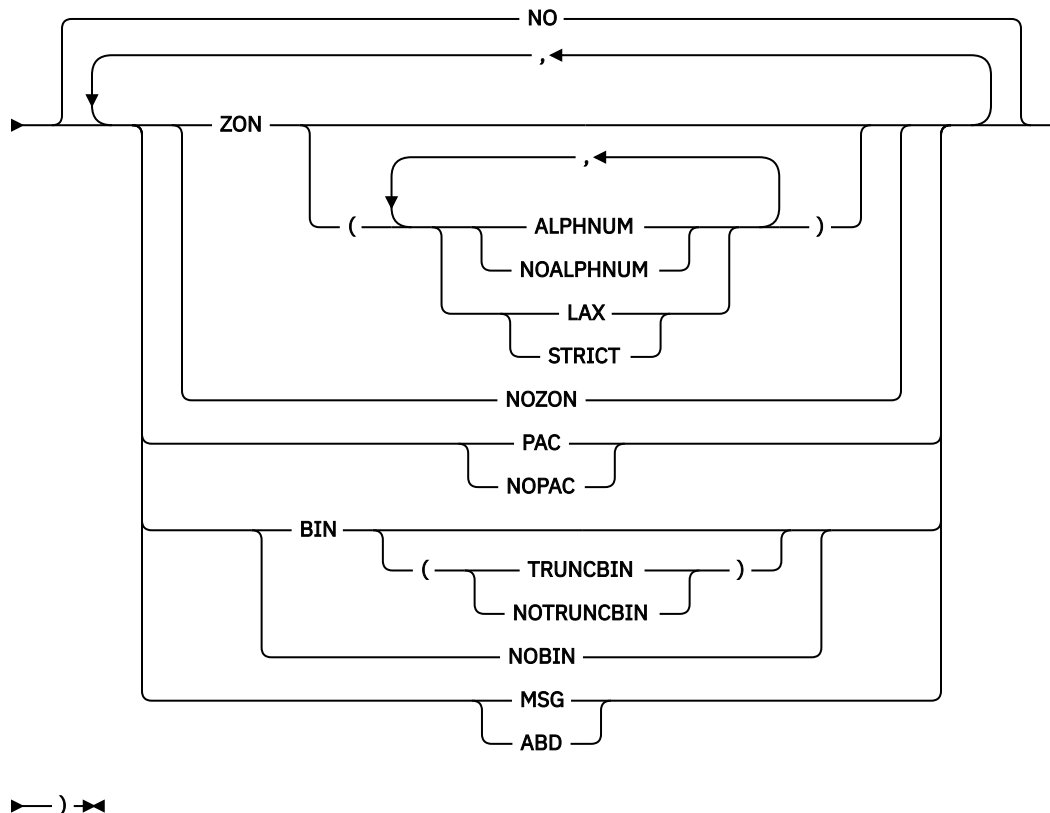 NO
,
ZON
,
( ALPHNUM )
NOALPHNUM
LAX
STRICT
NOZON
PAC
NOPAC
BIN
( TRUNCBIN )
NOTRUNCBIN
NOBIN
MSG
ABD
)